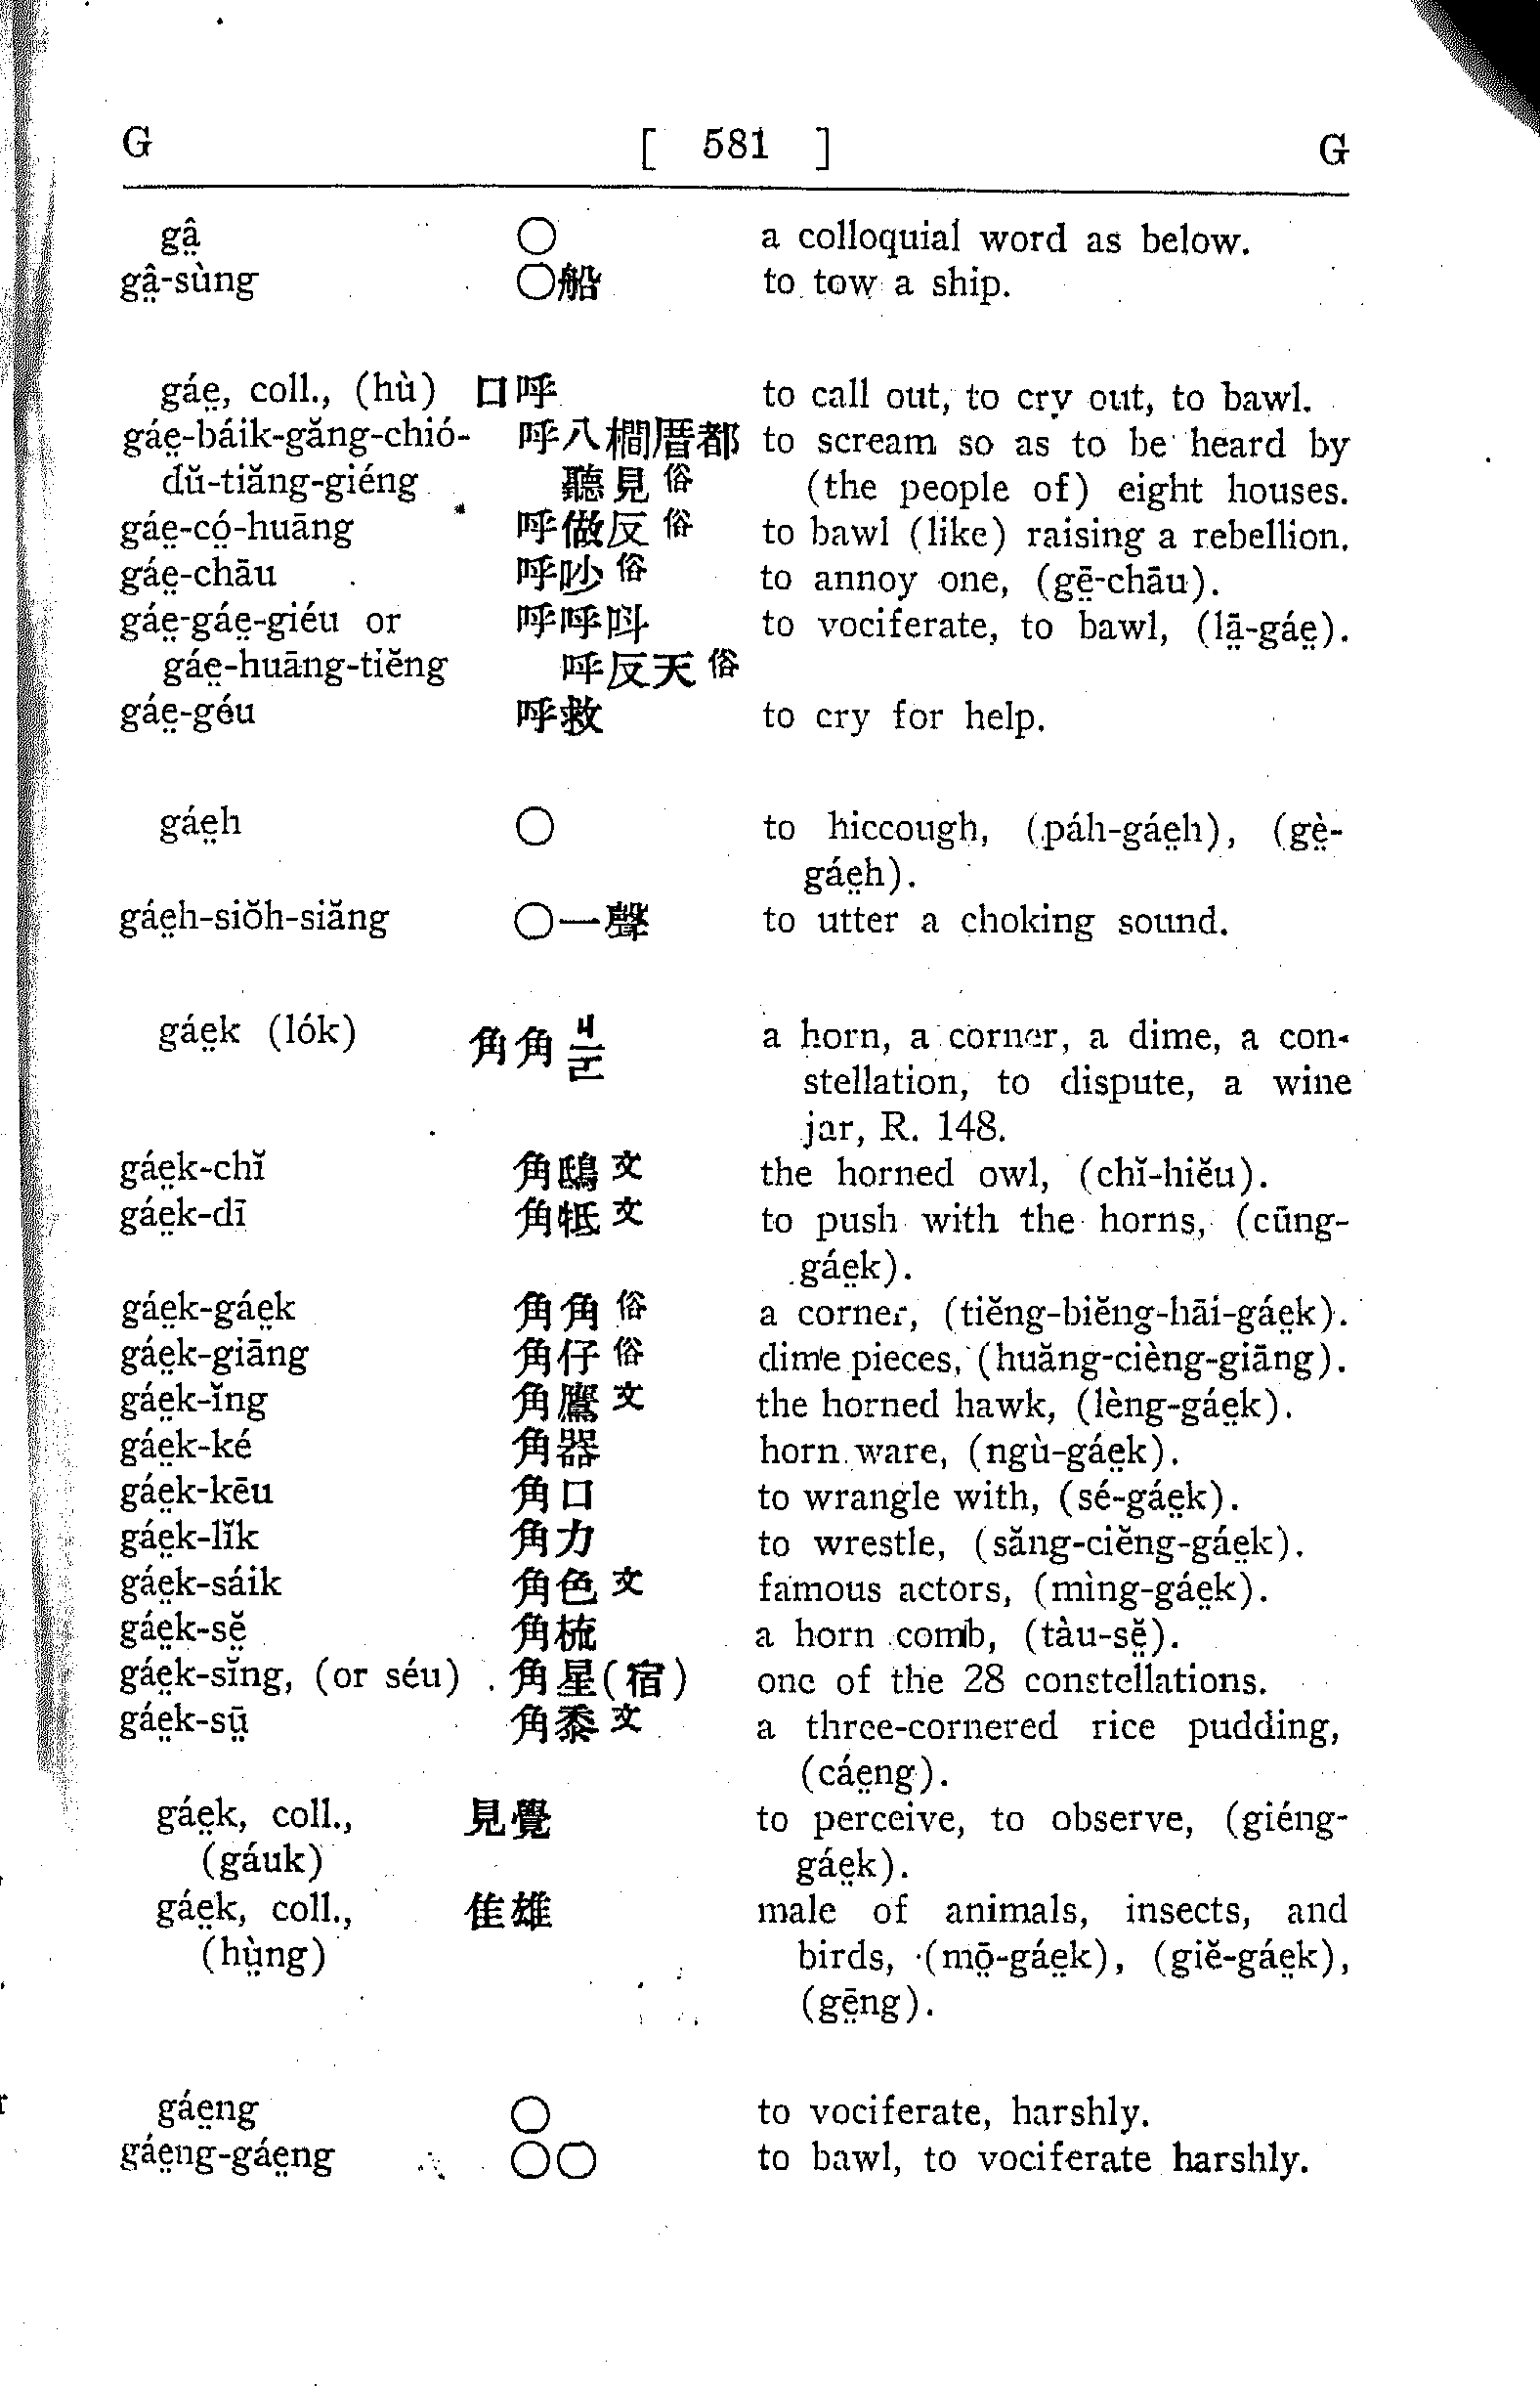 G [ 581 ] G
gâ̤ ○ a colloquial word as below.
gâ̤-sùng ○船 to tow a ship.
gáe̤, coll., (hù) 口呼 to call out, to cry out, to bawl.
gáe̤-báik-găng-chió- 呼八橺厝都 to scream so as to be heard by
dŭ-tiăng-giéng 聽見俗 (the people of) eight houses.
gáe̤-có̤-huāng 呼做反俗 to bawl (like) raising a rebellion.
gáe̤-chāu 呼吵俗 to annoy one, (gē̤-chāu).
gáe̤-gáe̤-giéu or 呼呼呌 to vociferate, to bawl, (lā̤-gáe̤).
gáe̤-huāng-tiĕng 呼反天俗
gáe̤-géu 呼救 to cry for help.
gáe̤h ○ to hiccough, (páh-gáe̤h), (gè̤-
gáe̤h).
gáe̤h-siŏh-siăng ○一聲 to utter a choking sound.
gáe̤k (lók) 角角 a horn, a corner, a dime, a con-
stellation, to dispute, a wine
jar, R. 148.
gáe̤k-chĭ 角鴟文 the horned owl, (chĭ-hiĕu).
gáe̤k-dī 角牴文 to push with the horns, (cūng-
gáe̤k).
gáe̤k-gáe̤k 角角俗 a corner, (tiĕng-biĕng-hāi-gáe̤k).
gáe̤k-giāng 角仔俗 dime pieces, (huăng-cièng-giāng).
gáe̤k-ĭng 角鷹文 the horned hawk, (lèng-gáe̤k).
gáe̤k-ké 角器 horn ware, (ngù-gáe̤k).
gáe̤k-kēu 角口 to wrangle with, (sé-gáe̤k).
gáe̤k-lĭk 角力 to wrestle, (săng-ciĕng-gáe̤k).
gáe̤k-sáik 角色文 famous actors, (mìng-gáe̤k).
gáe̤k-sĕ̤ 角梳 a horn comb, (tàu-sĕ̤).
gáe̤k-sĭng, (or séu) 角星(宿) one of the 28 constellations.
gáe̤k-sṳ̄ 角黍文 a three-cornered rice pudding,
(cáe̤ng).
gáe̤k, coll., 見覺 to perceive, to observe, (giéng-
(gáuk) gáe̤k).
gáe̤k, coll., 隹雄 male of animals, insects, and
(hṳ̀ng) birds, (mō̤-gáe̤k), (giĕ-gáe̤k),
(gē̤ng).
gáe̤ng ○ to vociferate, harshly.
gáe̤ng-gáe̤ng ○○ to bawl, to vociferate harshly.